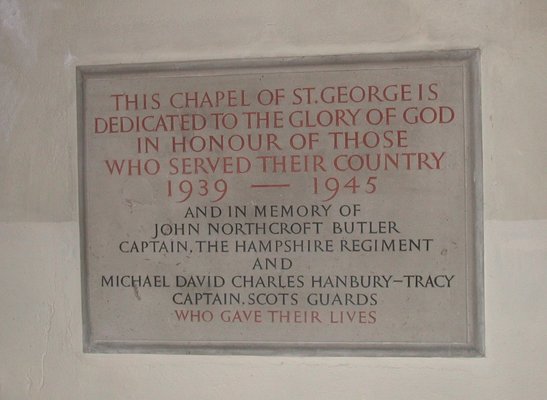 THIS CHAPEL OF ST. GEORGE IS
DEDICATED TO THE GLORY OF GOD
IN HONOUR OF THOSE
WHO SERVED THEIR COUNTRY
1939 — 1945
AND IN MEMORY OF
JOHN NORTHCROFT BUTLER
CAPTAIN, THE HAMPSHIRE REGIMENT
AND
MICHAEL DAVID CHARLES HANBURY-TRACY
CAPTAIN, SCOTS GUARDS
WHO GAVE THEIR LIVES